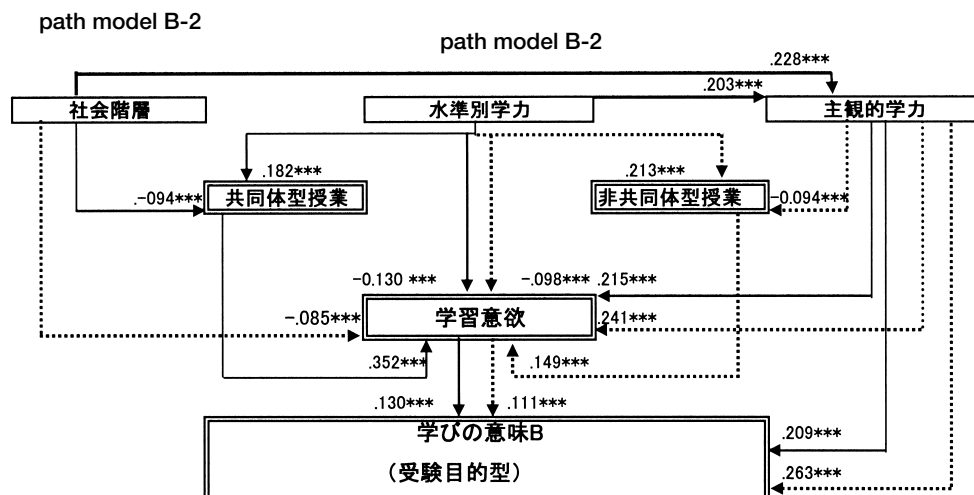 path model B-2
path model B-2
.228***
.203***
社会階層
水準別学力
主観的学力
.182***
.213***
.-094***
共同体型授業
非共同体型授業
-0.094***
-0.130 ***
-.098***
.215***
-.085***
学習意欲
.241***
.352***
.149***
.130***
.111***
学びの意味B
.209***
（受験目的型）
.263***